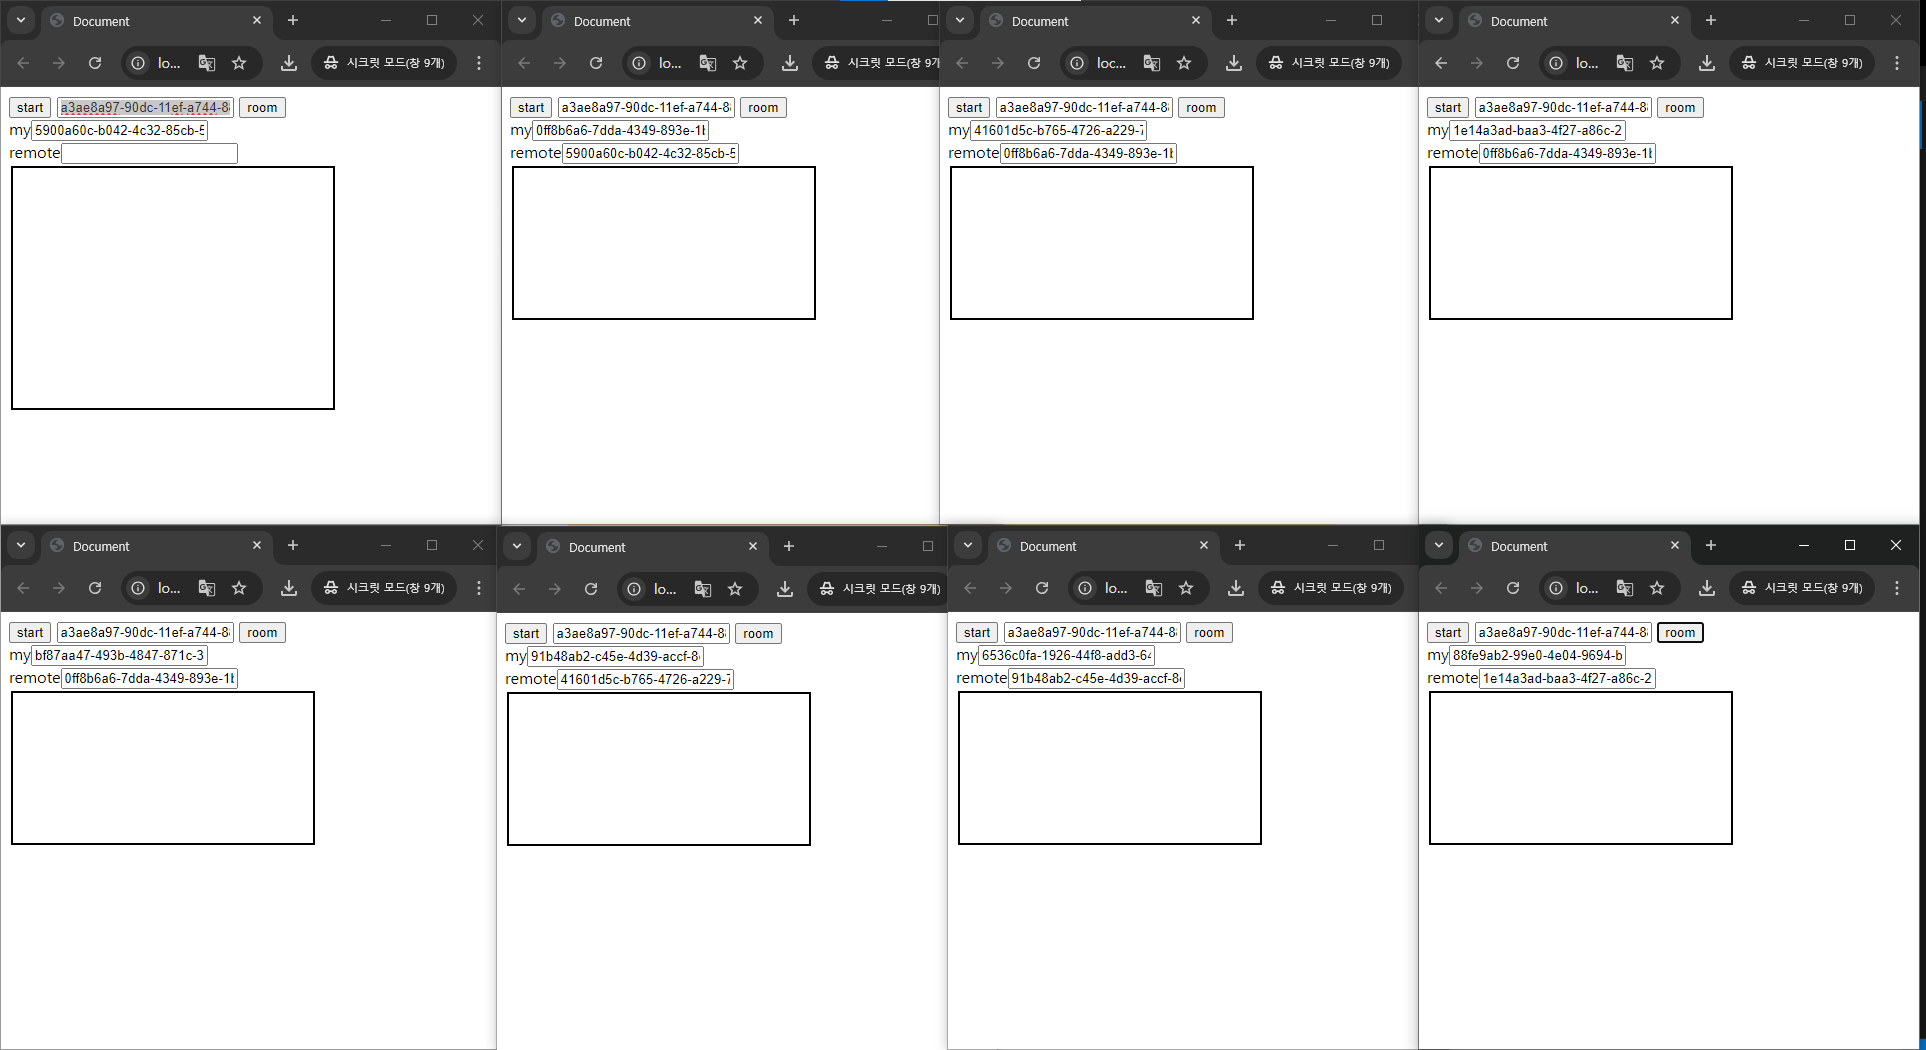 Document
lo...
시크릿 모드(창 9개)
start a3ae8a97-90dc-11ef-a744-8 room
my 5900a60c-b042-4c32-85cb-5
remote
Document
lo...
시크릿 모드(창 9개)
start a3ae8a97-90dc-11ef-a744-8 room
my 0ff8b6a6-7dda-4349-893e-1b
remote 5900a60c-b042-4c32-85cb-5
Document
loc...
시크릿 모드(창 9개)
start a3ae8a97-90dc-11ef-a744-8 room
my 41601d5c-b765-4726-a229-7
remote 0ff8b6a6-7dda-4349-893e-1b
Document
lo...
시크릿 모드(창 9개)
start a3ae8a97-90dc-11ef-a744-8 room
my 1e14a3ad-baa3-4f27-a86c-2
remote 0ff8b6a6-7dda-4349-893e-1b
Document
lo...
시크릿 모드(창 9개)
start a3ae8a97-90dc-11ef-a744-8 room
my bf87aa47-493b-4847-871c-3
remote 0ff8b6a6-7dda-4349-893e-1b
Document
lo...
시크릿 모드(창 9개)
start a3ae8a97-90dc-11ef-a744-8 room
my 91b48ab2-c45e-4d39-accf-8
remote 41601d5c-b765-4726-a229-7
Document
lo...
시크릿 모드(창 9개)
start a3ae8a97-90dc-11ef-a744-8 room
my 6536c0fa-1926-44f8-add3-64
remote 91b48ab2-c45e-4d39-accf-8
Document
lo...
시크릿 모드(창 9개)
start a3ae8a97-90dc-11ef-a744-8 room
my 88fe9ab2-99e0-4e04-9694-b
remote 1e14a3ad-baa3-4f27-a86c-2